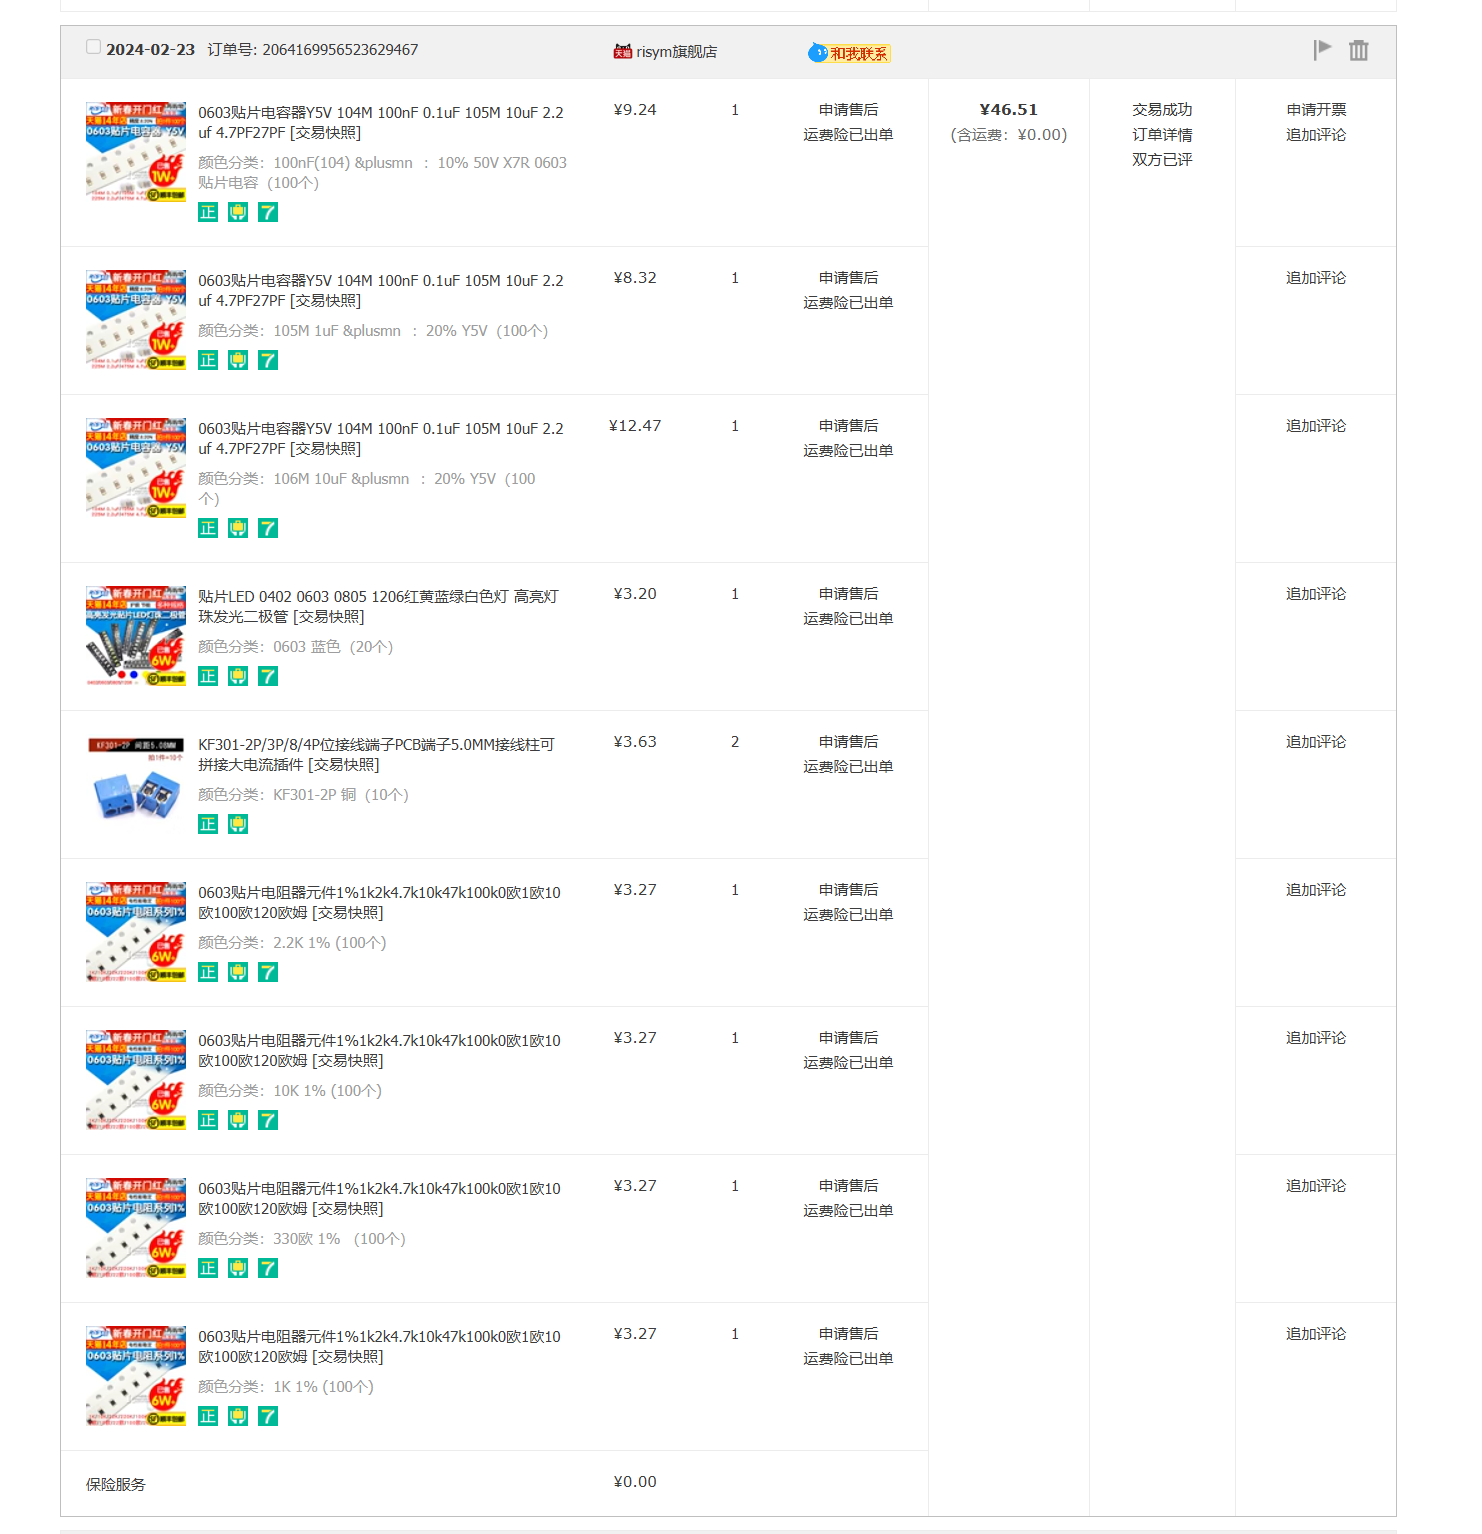 2024-02-23 订单号: 2064169956523629467 天猫 risym旗舰店 和我联系
0603贴片电容器Y5V 104M 100nF 0.1uF 105M 10uF 2.2 ¥9.24 1 申请售后 ¥46.51 交易成功 申请开票
uf 4.7PF27PF [交易快照] 运费险已出单 (含运费：¥0.00) 订单详情 追加评论
双方已评
颜色分类：100nF(104) &plusmn ：10% 50V X7R 0603
贴片电容（100个）
正 7
0603贴片电容器Y5V 104M 100nF 0.1uF 105M 10uF 2.2 ¥8.32 1 申请售后 追加评论
uf 4.7PF27PF [交易快照] 运费险已出单
颜色分类：105M 1uF &plusmn ：20% Y5V（100个）
正 7
0603贴片电容器Y5V 104M 100nF 0.1uF 105M 10uF 2.2 ¥12.47 1 申请售后 追加评论
uf 4.7PF27PF [交易快照] 运费险已出单
颜色分类：106M 10uF &plusmn ：20% Y5V（100
个）
正 7
贴片LED 0402 0603 0805 1206红黄蓝绿白色灯 高亮灯 ¥3.20 1 申请售后 追加评论
珠发光二极管 [交易快照] 运费险已出单
颜色分类：0603 蓝色（20个）
正 7
KF301-2P 间距5.08MM
拍1件=10个
KF301-2P/3P/8/4P位接线端子PCB端子5.0MM接线柱可 ¥3.63 2 申请售后 追加评论
拼接大电流插件 [交易快照] 运费险已出单
颜色分类：KF301-2P 铜（10个）
正
0603贴片电阻器元件1%1k2k4.7k10k47k100k0欧1欧10 ¥3.27 1 申请售后 追加评论
欧100欧120欧姆 [交易快照] 运费险已出单
颜色分类：2.2K 1% (100个)
正 7
0603贴片电阻器元件1%1k2k4.7k10k47k100k0欧1欧10 ¥3.27 1 申请售后 追加评论
欧100欧120欧姆 [交易快照] 运费险已出单
颜色分类：10K 1% (100个)
正 7
0603贴片电阻器元件1%1k2k4.7k10k47k100k0欧1欧10 ¥3.27 1 申请售后 追加评论
欧100欧120欧姆 [交易快照] 运费险已出单
颜色分类：330欧 1% （100个）
正 7
0603贴片电阻器元件1%1k2k4.7k10k47k100k0欧1欧10 ¥3.27 1 申请售后 追加评论
欧100欧120欧姆 [交易快照] 运费险已出单
颜色分类：1K 1% (100个)
正 7
保险服务 ¥0.00